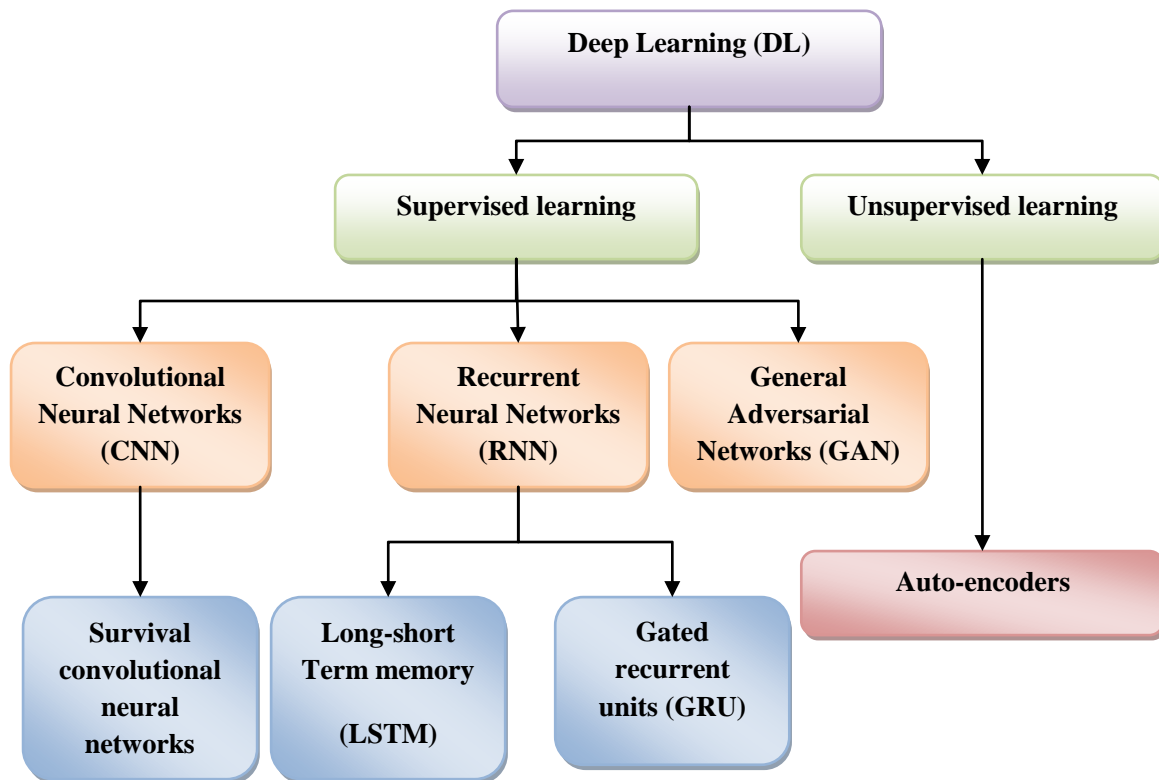 Deep Learning (DL)
Supervised learning
Unsupervised learning
Convolutional
Neural Networks
(CNN)
Recurrent
Neural Networks
(RNN)
General
Adversarial
Networks (GAN)
Auto-encoders
Survival
convolutional
neural
networks
Long-short
Term memory
(LSTM)
Gated
recurrent
units (GRU)